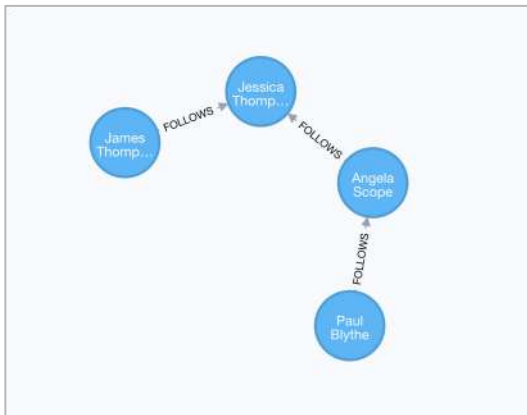 Jessica
Thomp…
FOLLOWS
James
Thomp…
FOLLOWS
Angela
Scope
FOLLOWS
Paul
Blythe